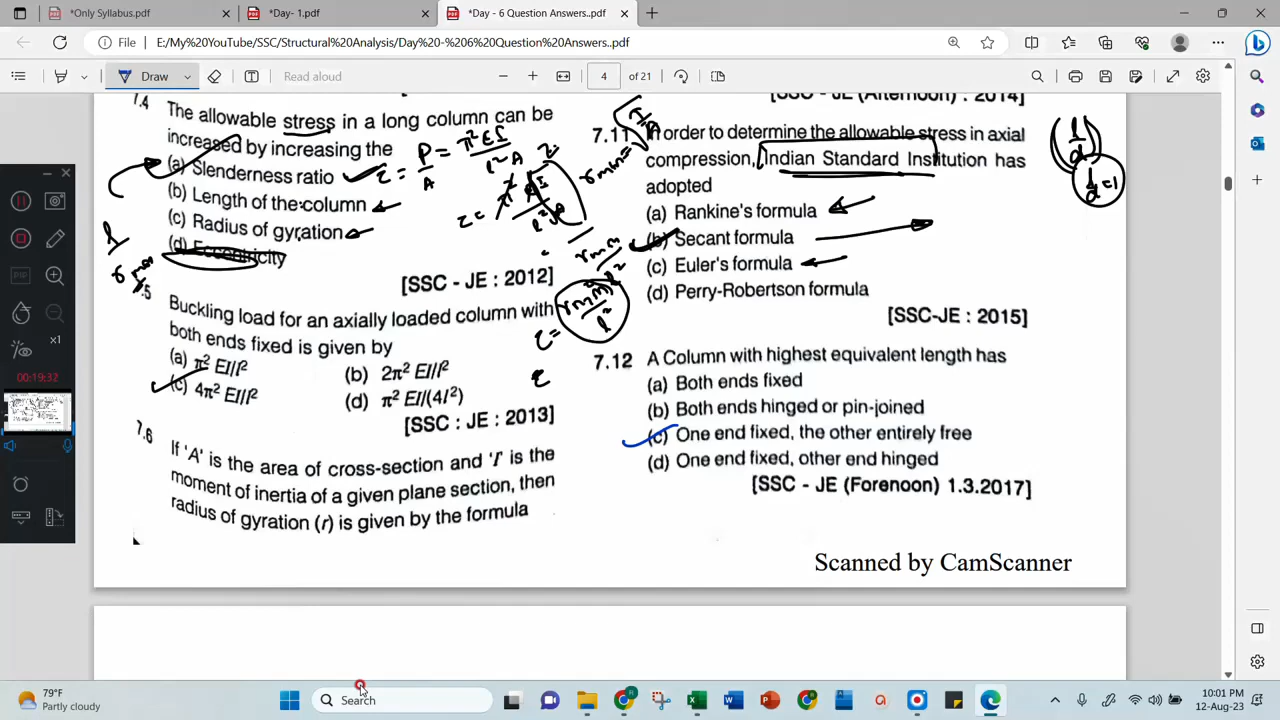 *Only Syllabus.pdf
*Day- 1.pdf
*Day - 6 Question Answers..pdf
File
E:/My%20YouTube/SSC/Structural%20Analysis/Day%20-%206%20Question%20Answers..pdf
Draw
Read aloud
4 of 21
7.4
The allowable stress in a long column can be
increased by increasing the
(a) Slenderness ratio
(b) Length of the column
(c) Radius of gyration
(d) Eccentricity
[SSC - JE : 2012]
Buckling load for an axially loaded column with
both ends fixed is given by
(a) π² EI/l²
(b) 2π² EI/l²
(c) 4π² EI/l²
(d) π² EI/(4l²)
[SSC : JE : 2013]
7.6
If 'A' is the area of cross-section and 'I' is the
moment of inertia of a given plane section, then
radius of gyration (r) is given by the formula
[SSC - JE (Afternoon) : 2014]
7.11
In order to determine the allowable stress in axial
compression, Indian Standard Institution has
adopted
(a) Rankine's formula
(b) Secant formula
(c) Euler's formula
(d) Perry-Robertson formula
[SSC-JE : 2015]
7.12 A Column with highest equivalent length has
(a) Both ends fixed
(b) Both ends hinged or pin-joined
(c) One end fixed, the other entirely free
(d) One end fixed, other end hinged
[SSC - JE (Forenoon) 1.3.2017]
Scanned by CamScanner
PIP
x1
00:19:32
79°F
Partly cloudy
Search
10:01 PM
12-Aug-23